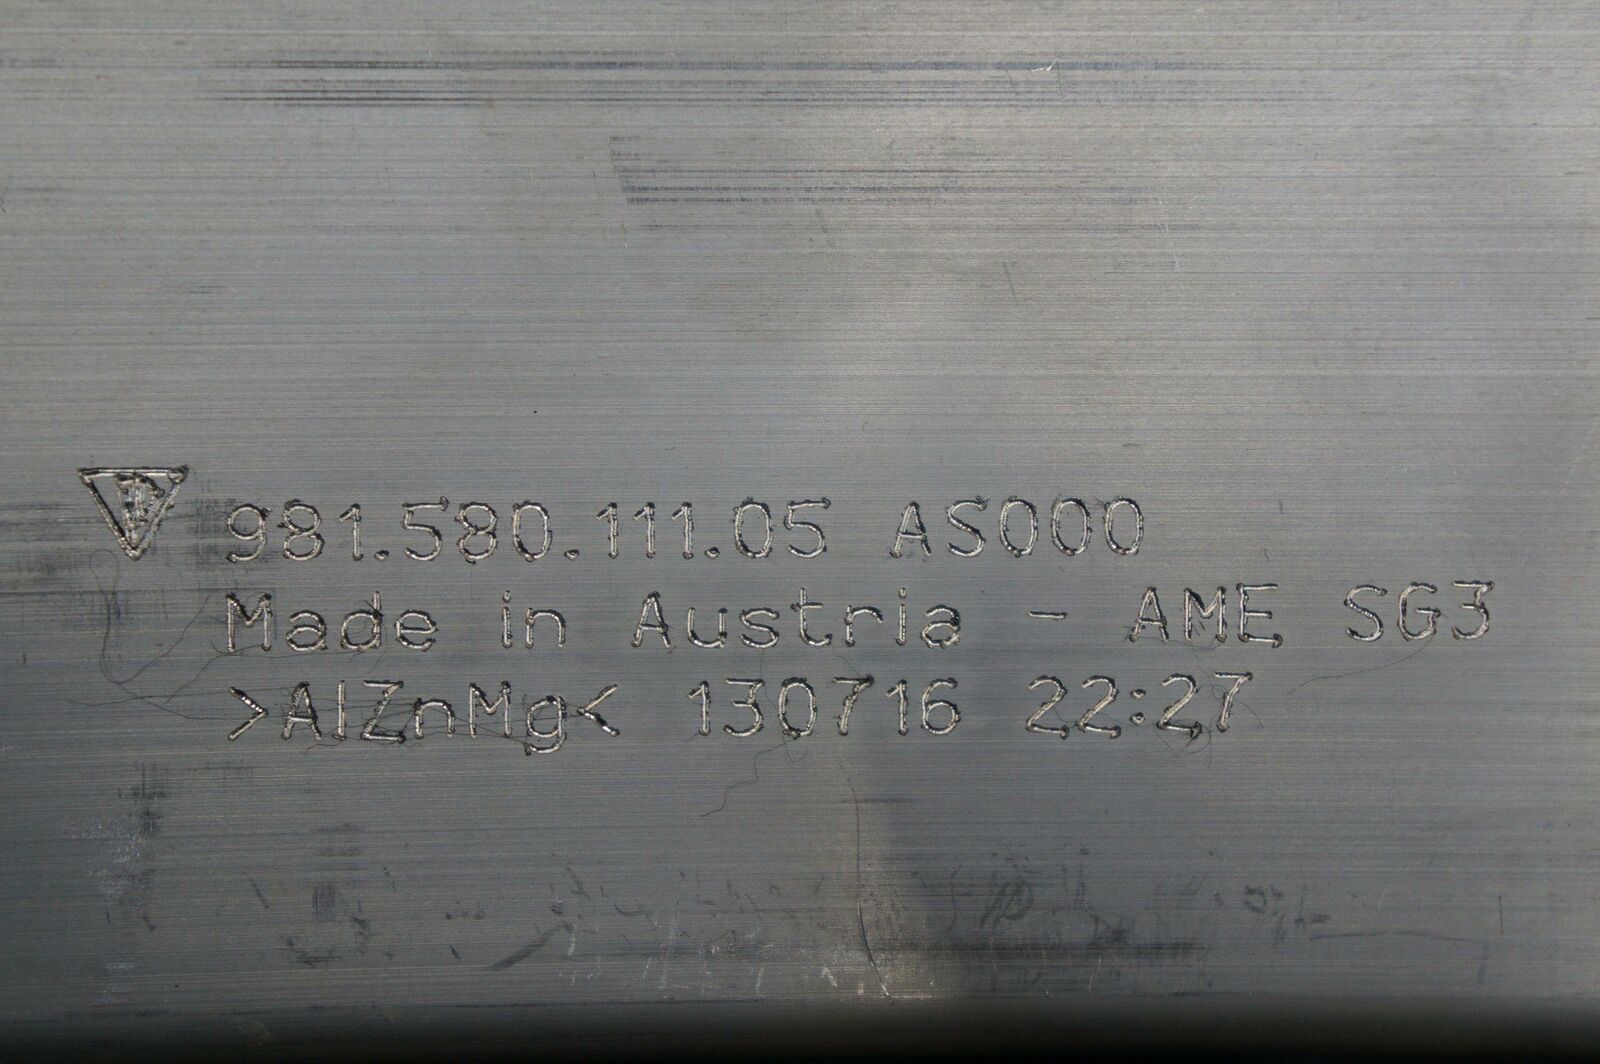 981.580.111.05 AS000
Made in Austria - AME SG3
>AlZnMg< 130716 22:27